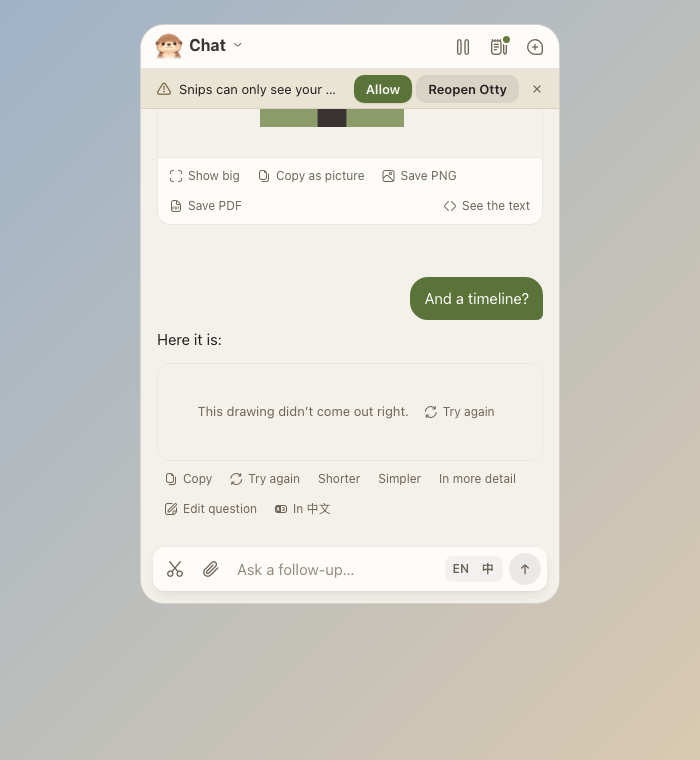 Chat
Snips can only see your ...
Allow
Reopen Otty
Show big
Copy as picture
Save PNG
Save PDF
See the text
And a timeline?
Here it is:
This drawing didn't come out right.
Try again
Copy
Try again
Shorter
Simpler
In more detail
Edit question
In 中文
Ask a follow-up...
EN 中